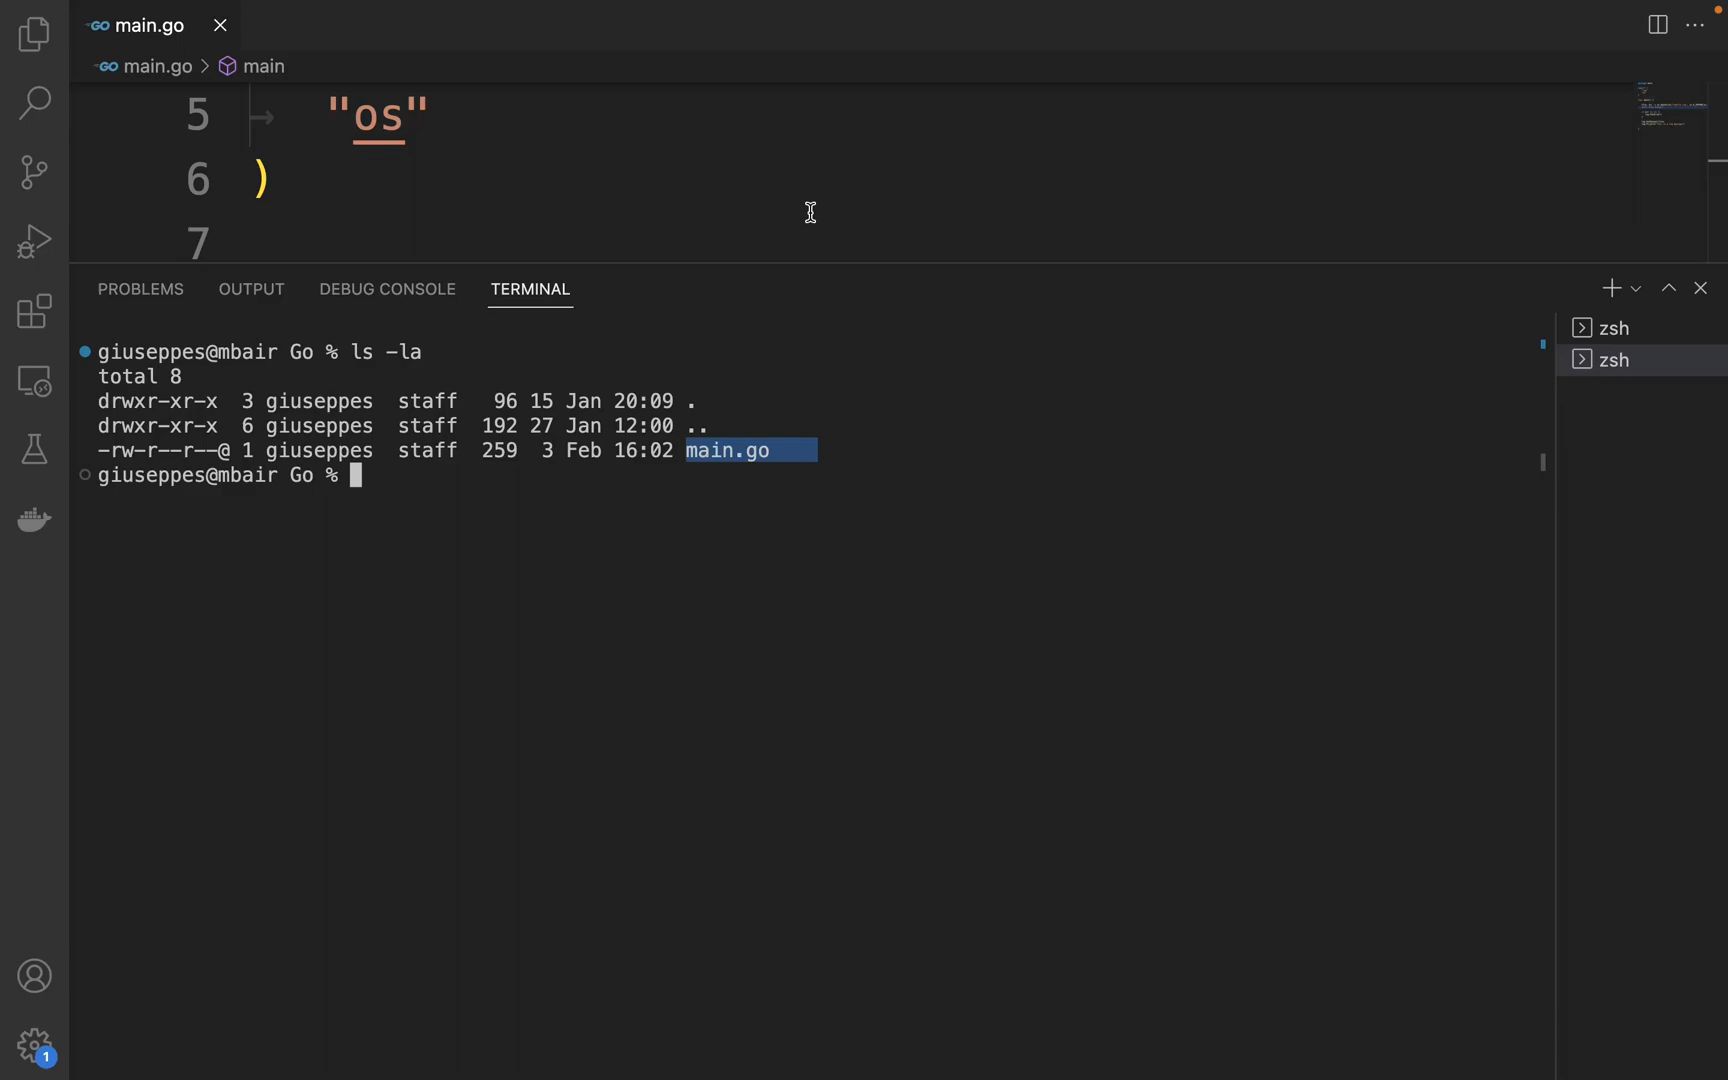 GO main.go
GO main.go > main
5 "os"
6 )
7
PROBLEMS OUTPUT DEBUG CONSOLE TERMINAL
giuseppes@mbair Go % ls -la
total 8
drwxr-xr-x 3 giuseppes staff 96 15 Jan 20:09 .
drwxr-xr-x 6 giuseppes staff 192 27 Jan 12:00 ..
-rw-r--r--@ 1 giuseppes staff 259 3 Feb 16:02 main.go
giuseppes@mbair Go %
zsh
zsh
1